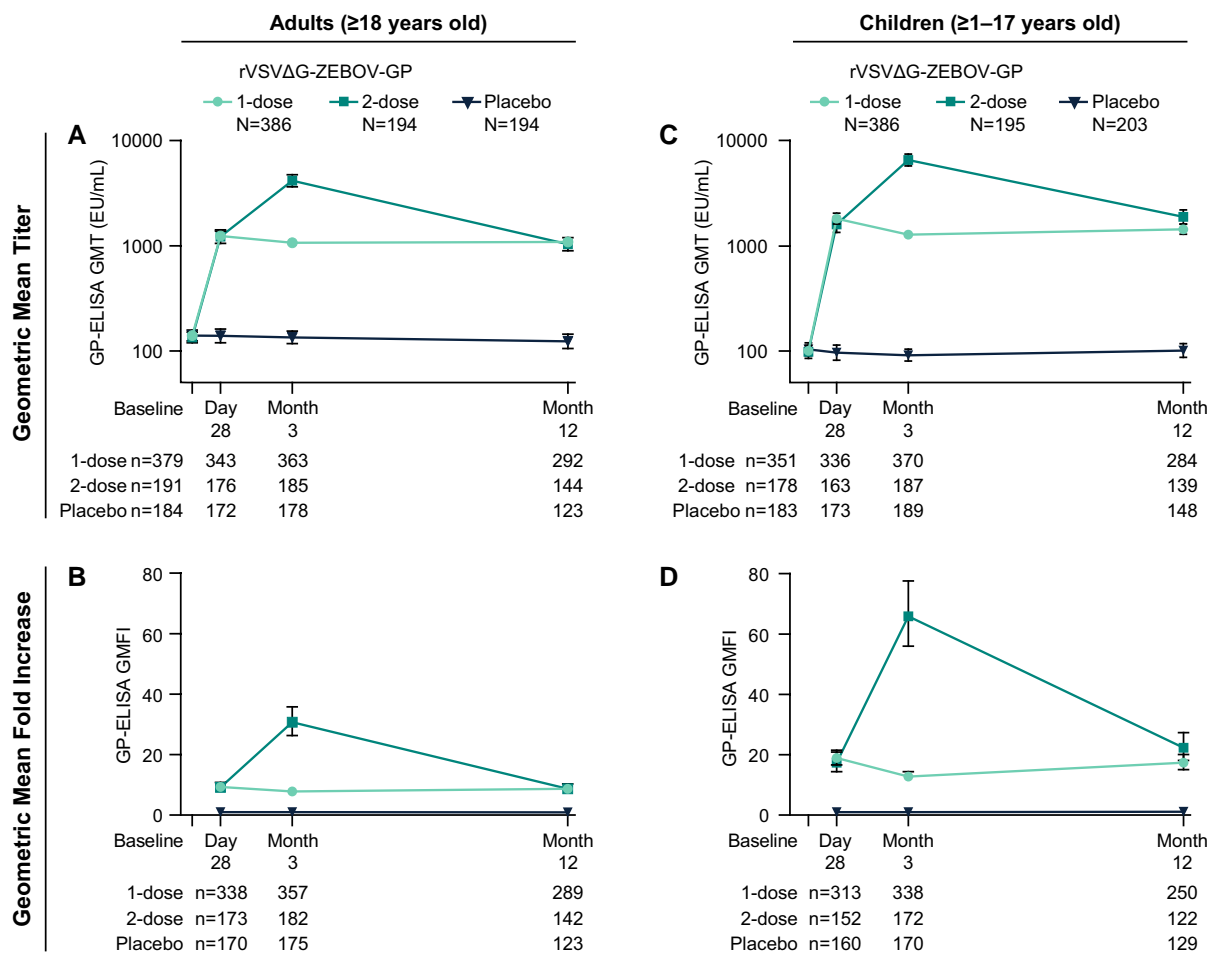 Adults (≥18 years old)
rVSVΔG-ZEBOV-GP
1-dose 2-dose Placebo
N=386 N=194 N=194
Children (≥1–17 years old)
rVSVΔG-ZEBOV-GP
1-dose 2-dose Placebo
N=386 N=195 N=203
Geometric Mean Titer
A
GP-ELISA GMT (EU/mL)
10000
1000
100
Baseline Day Month Month
28 3 12
1-dose n=379 343 363 292
2-dose n=191 176 185 144
Placebo n=184 172 178 123
C
GP-ELISA GMT (EU/mL)
10000
1000
100
Baseline Day Month Month
28 3 12
1-dose n=351 336 370 284
2-dose n=178 163 187 139
Placebo n=183 173 189 148
Geometric Mean Fold Increase
B
GP-ELISA GMFI
80
60
40
20
0
Baseline Day Month Month
28 3 12
1-dose n=338 357 289
2-dose n=173 182 142
Placebo n=170 175 123
D
GP-ELISA GMFI
80
60
40
20
0
Baseline Day Month Month
28 3 12
1-dose n=313 338 250
2-dose n=152 172 122
Placebo n=160 170 129